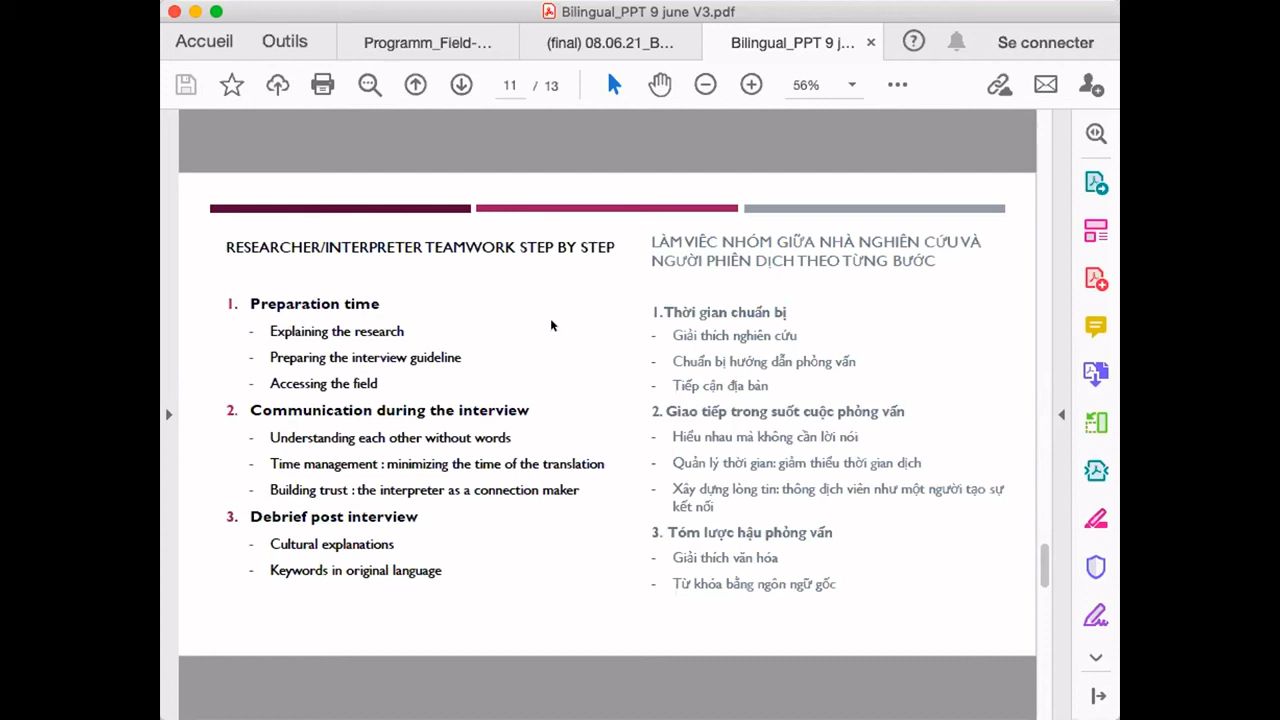 Bilingual_PPT 9 june V3.pdf
Accueil
Outils
Programm_Field-...
(final) 08.06.21_B...
Bilingual_PPT 9 j...
Se connecter
11 / 13
56%
RESEARCHER/INTERPRETER TEAMWORK STEP BY STEP
1. Preparation time
- Explaining the research
- Preparing the interview guideline
- Accessing the field
2. Communication during the interview
- Understanding each other without words
- Time management : minimizing the time of the translation
- Building trust : the interpreter as a connection maker
3. Debrief post interview
- Cultural explanations
- Keywords in original language
LÀM VIỆC NHÓM GIỮA NHÀ NGHIÊN CỨU VÀ
NGƯỜI PHIÊN DỊCH THEO TỪNG BƯỚC
1.Thời gian chuẩn bị
- Giải thích nghiên cứu
- Chuẩn bị hướng dẫn phỏng vấn
- Tiếp cận địa bàn
2. Giao tiếp trong suốt cuộc phỏng vấn
- Hiểu nhau mà không cần lời nói
- Quản lý thời gian: giảm thiểu thời gian dịch
- Xây dựng lòng tin: thông dịch viên như một người tạo sự
kết nối
3. Tóm lược hậu phỏng vấn
- Giải thích văn hóa
- Từ khóa bằng ngôn ngữ gốc